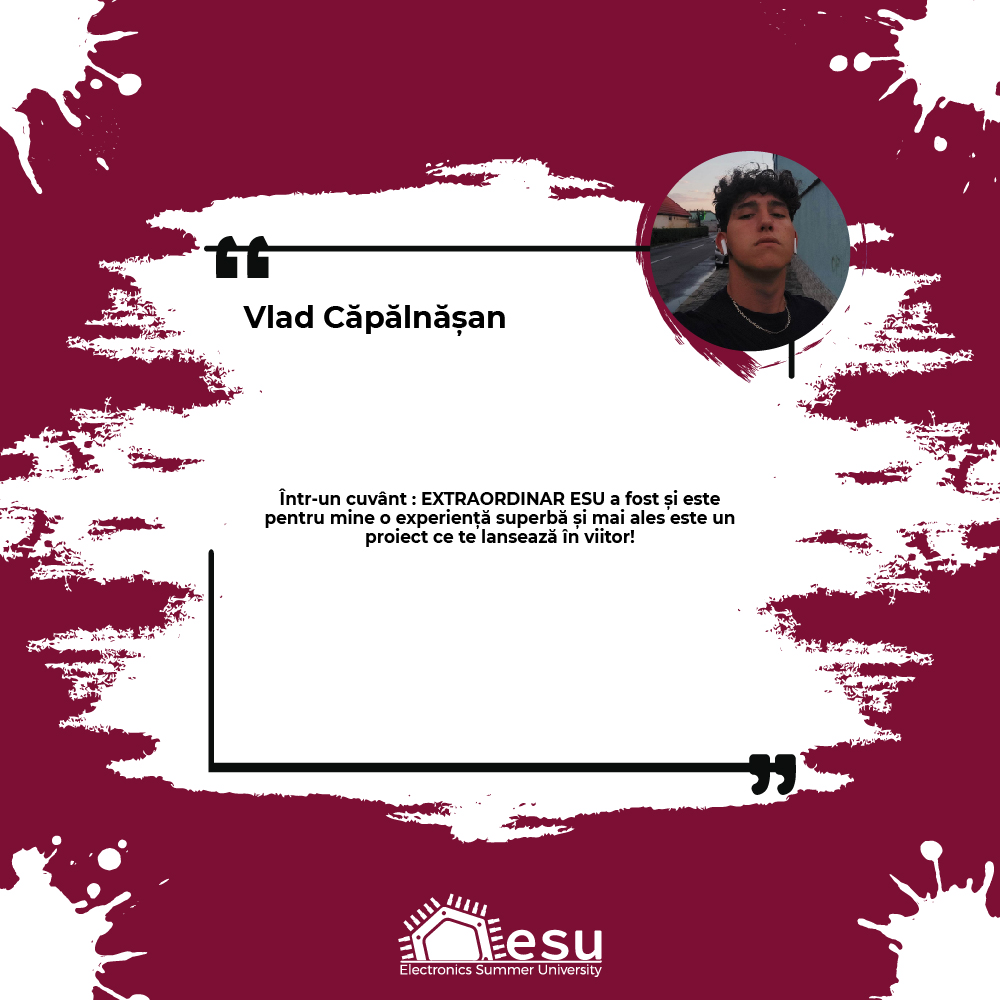 Vlad Căpălnășan
Într-un cuvânt : EXTRAORDINAR ESU a fost și este
pentru mine o experiență superbă și mai ales este un
proiect ce te lansează în viitor!
esu
Electronics Summer University